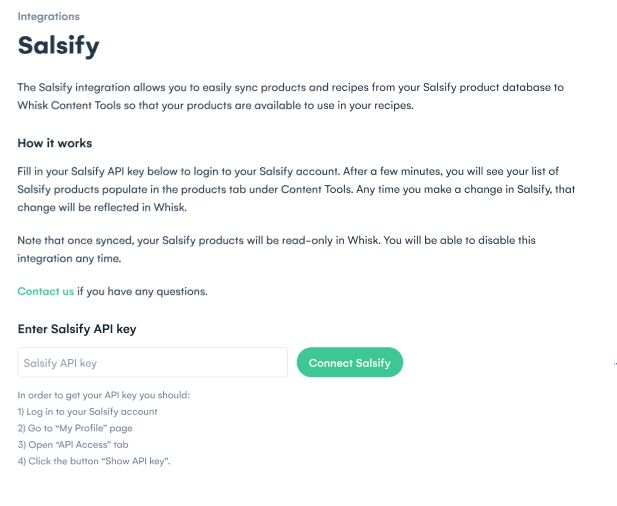 Integrations
Salsify
The Salsify integration allows you to easily sync products and recipes from your Salsify product database to
Whisk Content Tools so that your products are available to use in your recipes.
How it works
Fill in your Salsify API key below to login to your Salsify account. After a few minutes, you will see your list of
Salsify products populate in the products tab under Content Tools. Any time you make a change in Salsify, that
change will be reflected in Whisk.
Note that once synced, your Salsify products will be read-only in Whisk. You will be able to disable this
integration any time.
Contact us if you have any questions.
Enter Salsify API key
Salsify API key
Connect Salsify
In order to get your API key you should:
1) Log in to your Salsify account
2) Go to “My Profile” page
3) Open “API Access” tab
4) Click the button “Show API key”.